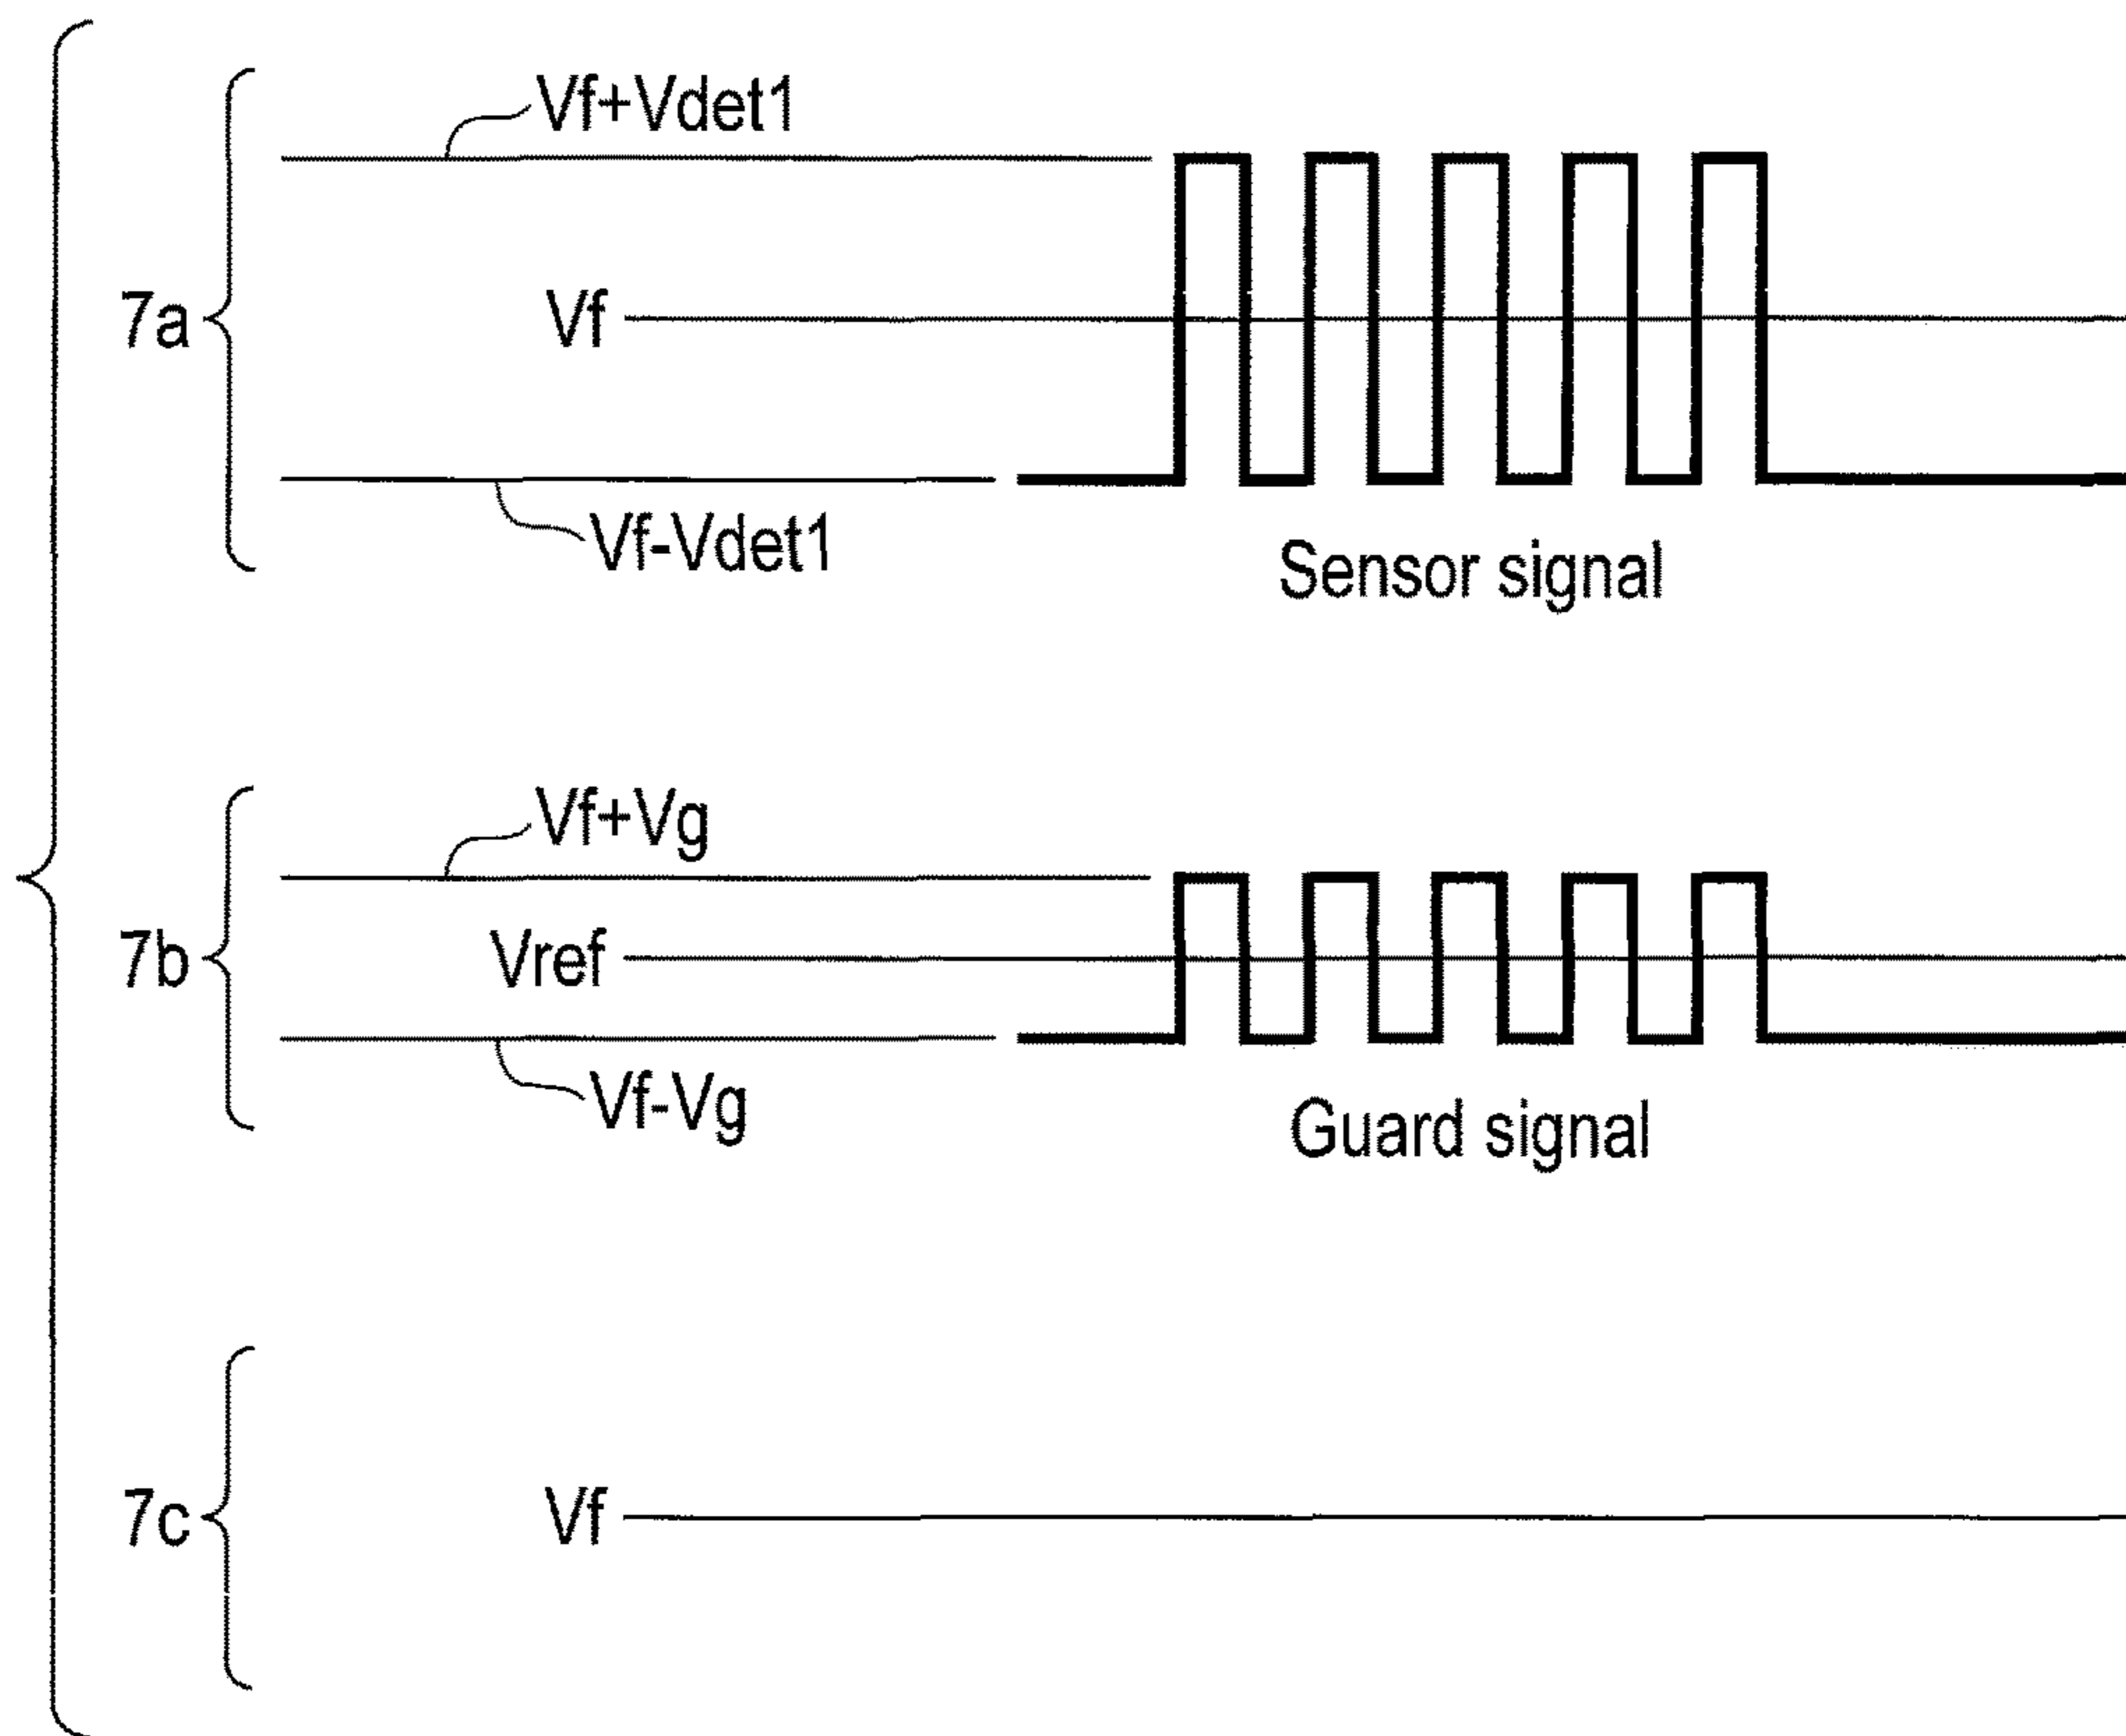 Vf+Vdet1
7a
Vf
Vf-Vdet1
Sensor signal
Vf+Vg
7b
Vref
Vf-Vg
Guard signal
7c
Vf